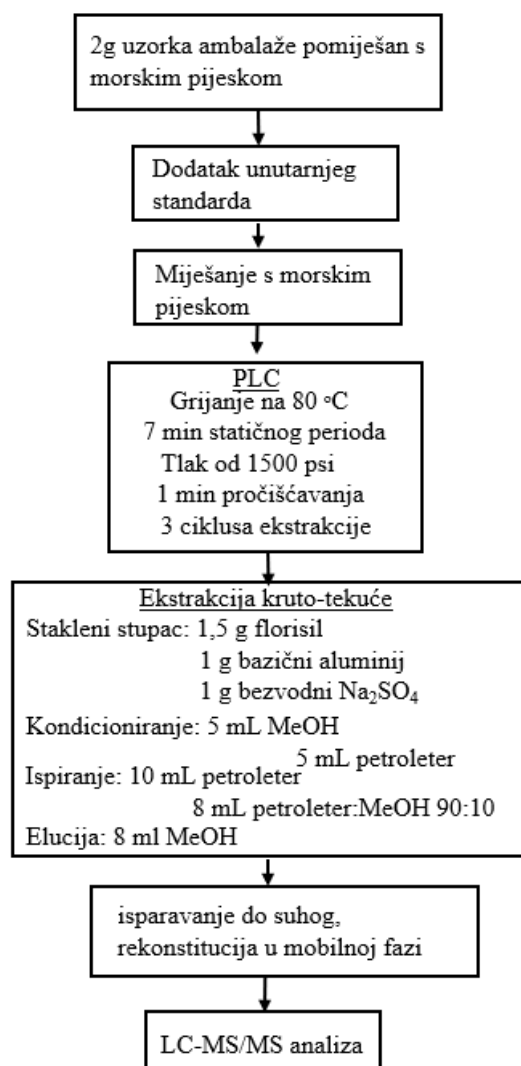 2g uzorka ambalaže pomiješan s
morskim pijeskom
Dodatak unutarnjeg
standarda
Miješanje s morskim
pijeskom
PLC
Grijanje na 80 °C
7 min statičnog perioda
Tlak od 1500 psi
1 min pročišćavanja
3 ciklusa ekstrakcije
Ekstrakcija kruto-tekuće
Stakleni stupac: 1,5 g florisil
1 g bazični aluminij
1 g bezvodni Na₂SO₄
Kondicioniranje: 5 mL MeOH
5 mL petroleter
Ispiranje: 10 mL petroleter
8 mL petroleter:MeOH 90:10
Elucija: 8 ml MeOH
isparavanje do suhog,
rekonstitucija u mobilnoj fazi
LC-MS/MS analiza